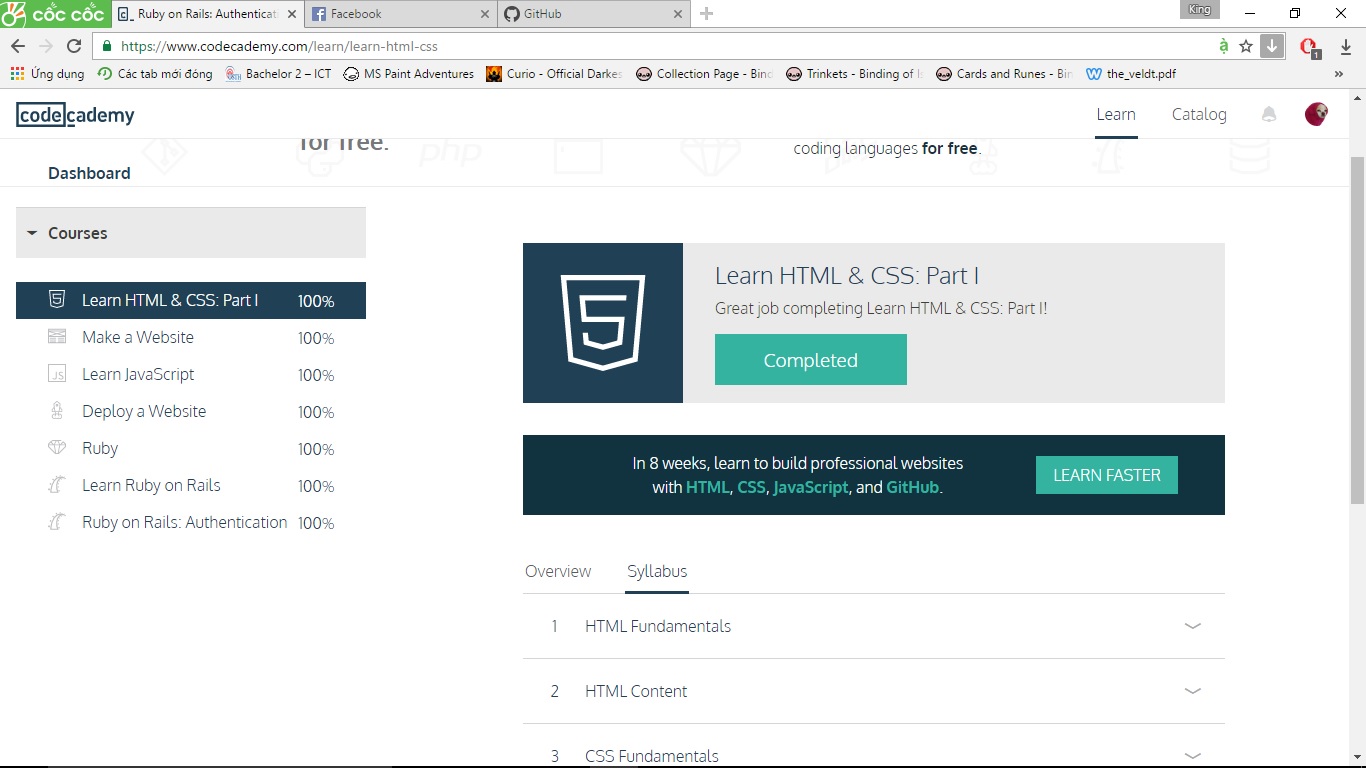 cốc cốc
Ruby on Rails: Authenticati
Facebook
GitHub
King
https://www.codecademy.com/learn/learn-html-css
à
1
Ứng dụng
Các tab mới đóng
Bachelor 2 – ICT
MS Paint Adventures
Curio - Official Darkes
Collection Page - Bind
Trinkets - Binding of Is
Cards and Runes - Bin
the_veldt.pdf
»
codecademy
Learn
Catalog
for free.
php
coding languages for free.
Dashboard
Courses
Learn HTML & CSS: Part I 100%
Make a Website 100%
JS Learn JavaScript 100%
Deploy a Website 100%
Ruby 100%
Learn Ruby on Rails 100%
Ruby on Rails: Authentication 100%
Learn HTML & CSS: Part I
Great job completing Learn HTML & CSS: Part I!
Completed
In 8 weeks, learn to build professional websites
with HTML, CSS, JavaScript, and GitHub.
LEARN FASTER
Overview
Syllabus
1 HTML Fundamentals
2 HTML Content
3 CSS Fundamentals